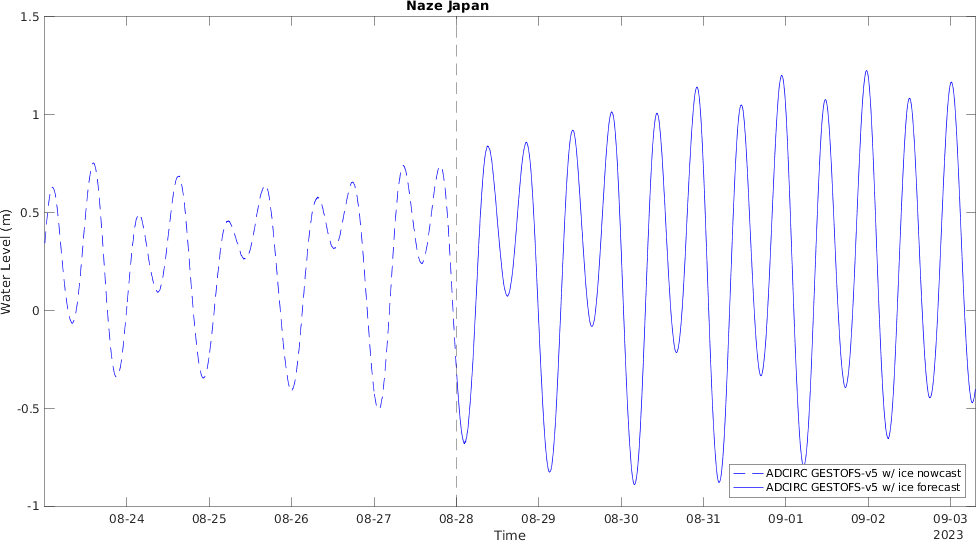 Naze Japan
1.5
1
0.5
0
-0.5
-1
Water Level (m)
08-24 08-25 08-26 08-27 08-28 08-29 08-30 08-31 09-01 09-02 09-03
2023
Time
ADCIRC GESTOFS-v5 w/ ice nowcast
ADCIRC GESTOFS-v5 w/ ice forecast